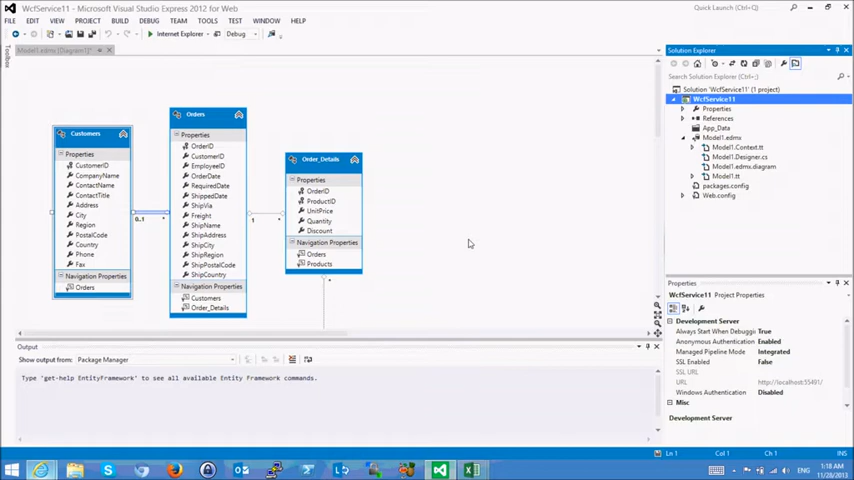 WcfService11 - Microsoft Visual Studio Express 2012 for Web
Quick Launch (Ctrl+Q)
FILE EDIT VIEW PROJECT BUILD DEBUG TEAM TOOLS TEST WINDOW HELP
Internet Explorer Debug
Model1.edmx [Diagram1]*
Toolbox
Customers
Properties
CustomerID
CompanyName
ContactName
ContactTitle
Address
City
Region
PostalCode
Country
Phone
Fax
Navigation Properties
Orders
0..1
*
Orders
Properties
OrderID
CustomerID
EmployeeID
OrderDate
RequiredDate
ShippedDate
ShipVia
Freight
ShipName
ShipAddress
ShipCity
ShipRegion
ShipPostalCode
ShipCountry
Navigation Properties
Customers
Order_Details
1
*
Order_Details
Properties
OrderID
ProductID
UnitPrice
Quantity
Discount
Navigation Properties
Orders
Products
*
Output
Show output from: Package Manager
Type 'get-help EntityFramework' to see all available Entity Framework commands.
Solution Explorer
Search Solution Explorer (Ctrl+;)
Solution 'WcfService11' (1 project)
WcfService11
Properties
References
App_Data
Model1.edmx
Model1.Context.tt
Model1.Designer.cs
Model1.edmx.diagram
Model1.tt
packages.config
Web.config
Properties
WcfService11 Project Properties
Development Server
Always Start When Debuggin True
Anonymous Authentication Enabled
Managed Pipeline Mode Integrated
SSL Enabled False
SSL URL
URL http://localhost:55491/
Windows Authentication Disabled
Misc
Development Server
Ln 1 Col 1 Ch 1 INS
1:18 AM
11/28/2013